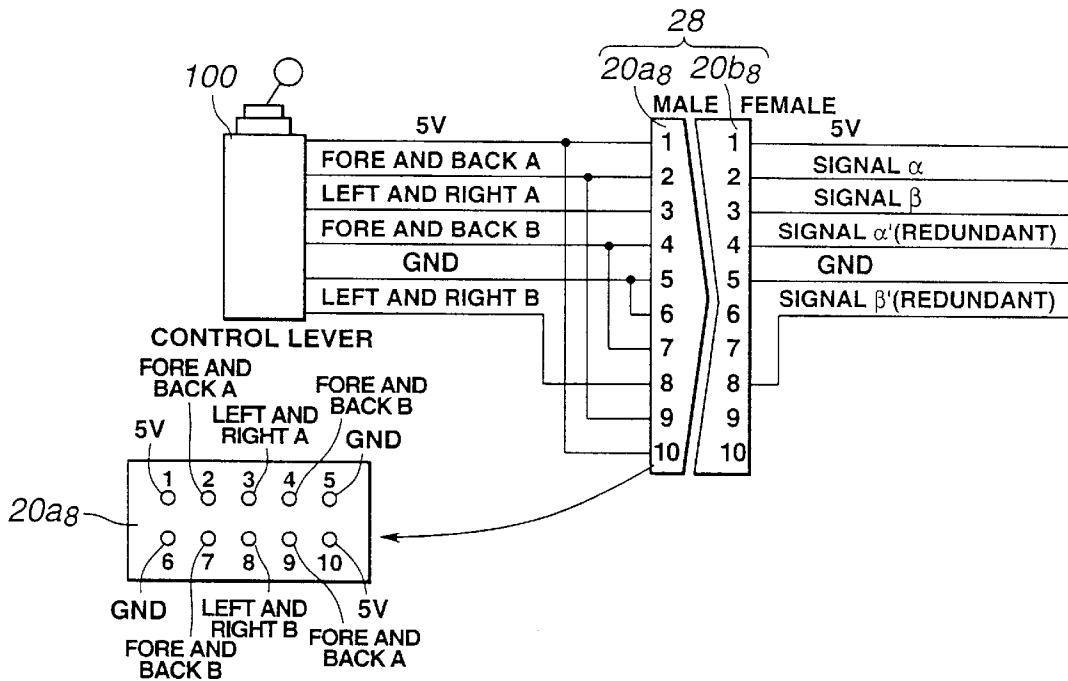 28
20a8 20b8
100
MALE FEMALE
5V
FORE AND BACK A
LEFT AND RIGHT A
FORE AND BACK B
GND
LEFT AND RIGHT B
CONTROL LEVER
1
2
3
4
5
6
7
8
9
10
1
2
3
4
5
6
7
8
9
10
5V
SIGNAL α
SIGNAL β
SIGNAL α'(REDUNDANT)
GND
SIGNAL β'(REDUNDANT)
FORE AND
BACK A
LEFT AND
RIGHT A
FORE AND
BACK B
5V
GND
1 2 3 4 5
20a8
6 7 8 9 10
GND
FORE AND
BACK B
LEFT AND
RIGHT B
5V
FORE AND
BACK A